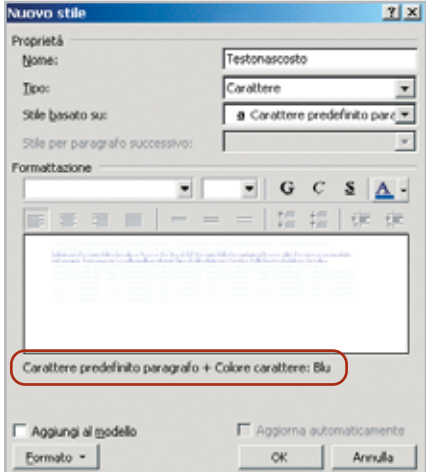 Nuovo stile
Proprietà
Nome: Testonascosto
Tipo: Carattere
Stile basato su: a Carattere predefinito para
Stile per paragrafo successivo:
Formattazione
G C S A
Carattere predefinito paragrafo + Colore carattere: Blu
Aggiungi al modello Aggiorna automaticamente
Formato OK Annulla